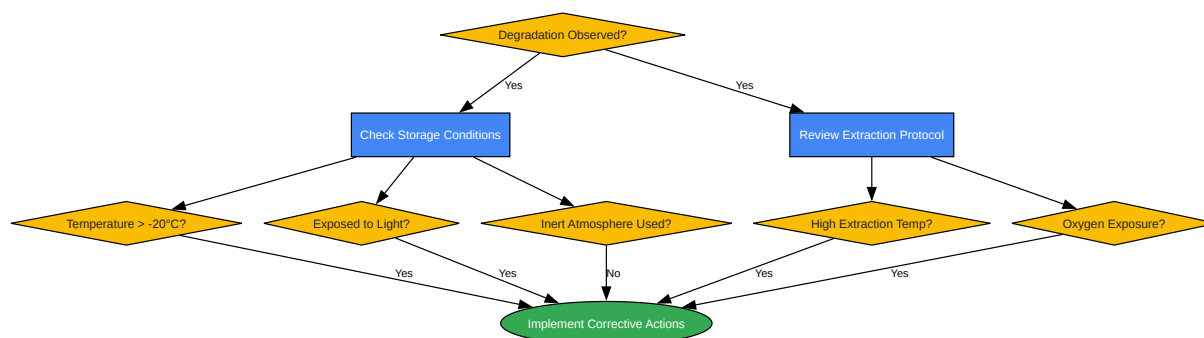 Degradation Observed?
Yes
Yes
Check Storage Conditions
Review Extraction Protocol
Temperature > -20°C?
Exposed to Light?
Inert Atmosphere Used?
High Extraction Temp?
Oxygen Exposure?
Yes
Yes
No
Yes
Yes
Implement Corrective Actions